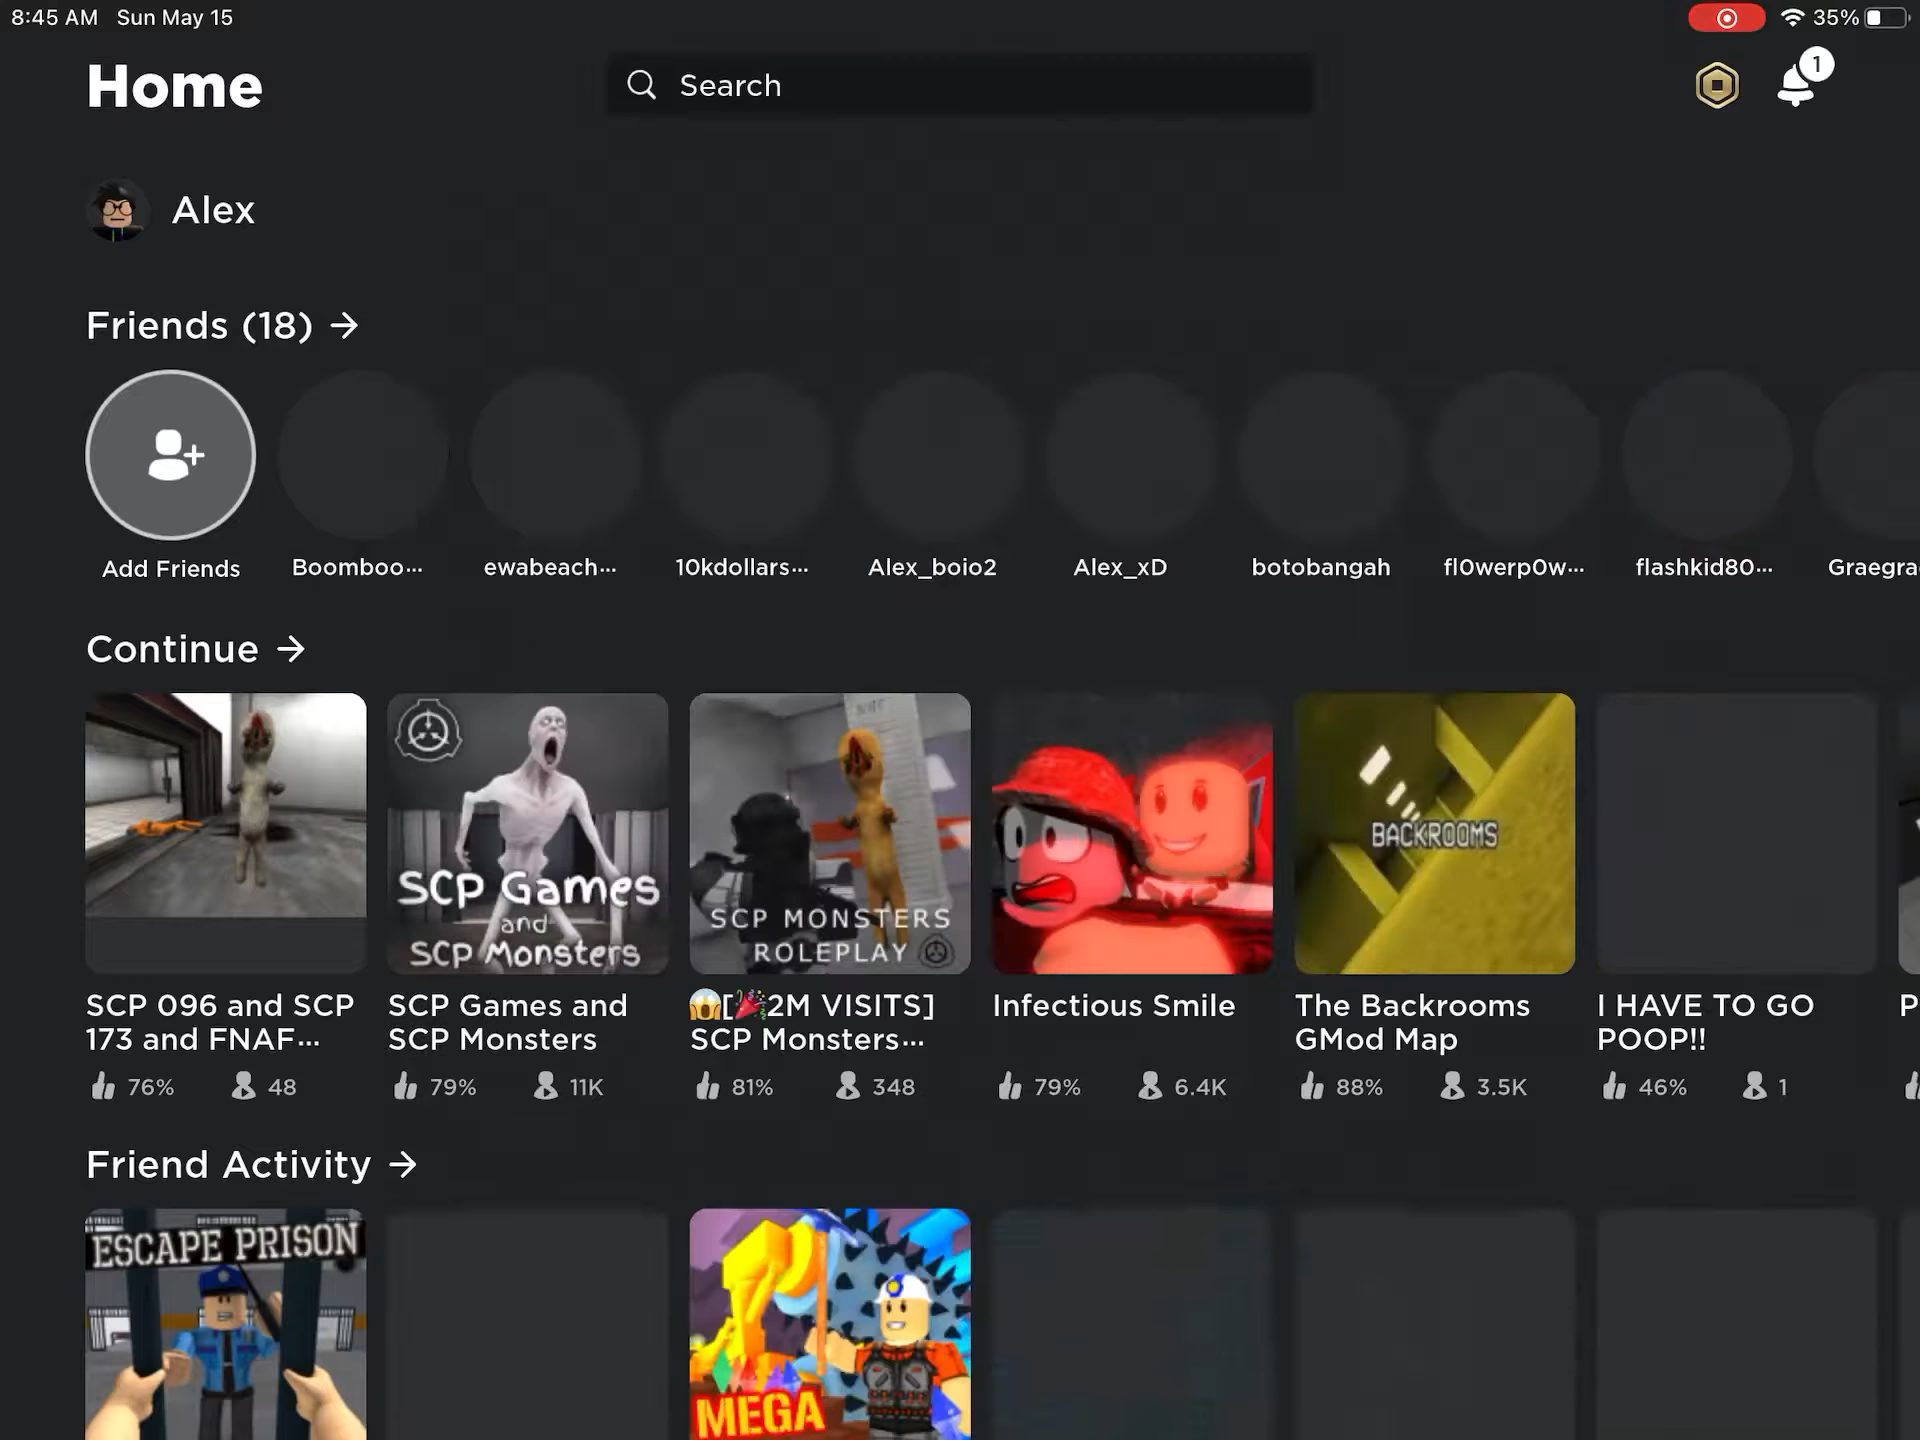 8:45 AM Sun May 15
35%
Home
Search
1
Alex
Friends (18)
Add Friends
Boomboo...
ewabeach...
10kdollars...
Alex_boio2
Alex_xD
botobangah
fl0werp0w...
flashkid80...
Graegra
Continue
SCP Games
and
SCP Monsters
SCP MONSTERS
ROLEPLAY
BACKROOMS
SCP 096 and SCP
173 and FNAF...
76% 48
SCP Games and
SCP Monsters
79% 11K
😱[🎉2M VISITS]
SCP Monsters...
81% 348
Infectious Smile
79% 6.4K
The Backrooms
GMod Map
88% 3.5K
I HAVE TO GO
POOP!!
46% 1
P
Friend Activity
ESCAPE PRISON
MEGA